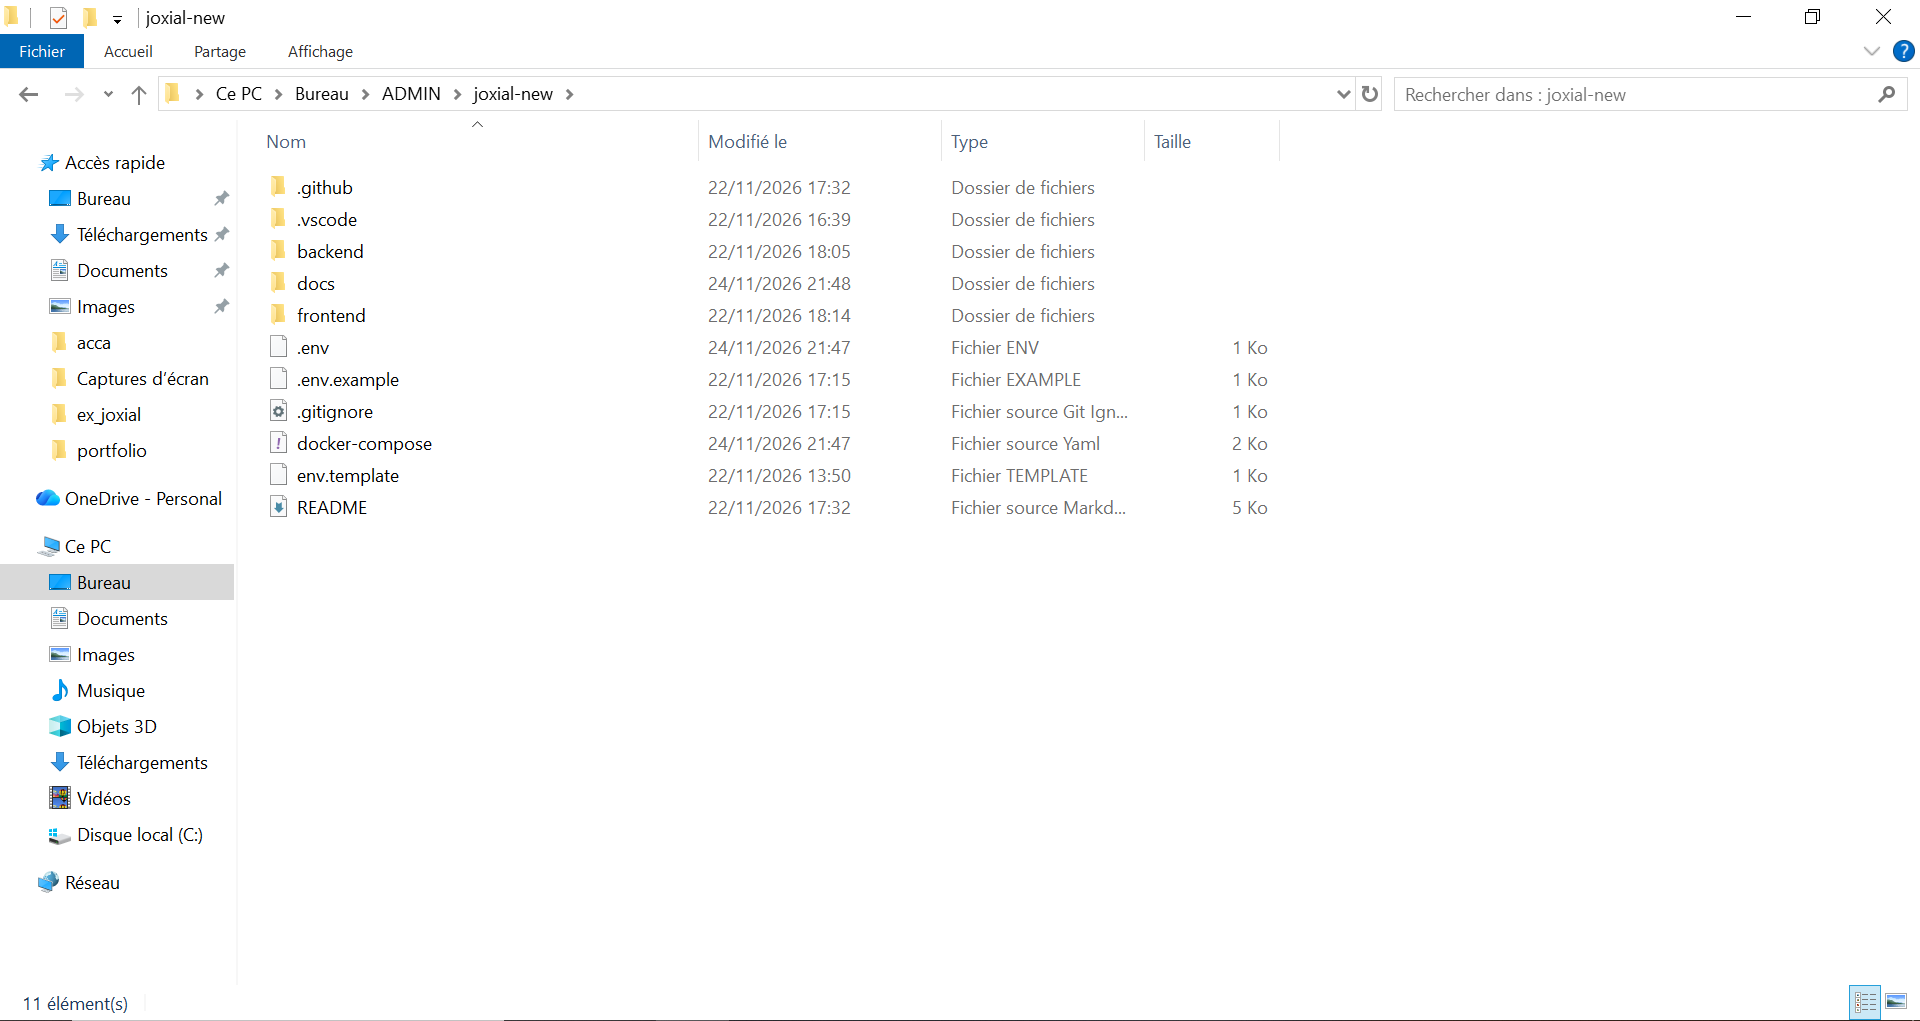 joxial-new
Fichier Accueil Partage Affichage ?
Ce PC Bureau ADMIN joxial-new
Rechercher dans : joxial-new
Nom Modifié le Type Taille
Accès rapide
Bureau
Téléchargements
Documents
Images
acca
Captures d'écran
ex_joxial
portfolio
OneDrive - Personal
Ce PC
Bureau
Documents
Images
Musique
Objets 3D
Téléchargements
Vidéos
Disque local (C:)
Réseau
.github 22/11/2026 17:32 Dossier de fichiers
.vscode 22/11/2026 16:39 Dossier de fichiers
backend 22/11/2026 18:05 Dossier de fichiers
docs 24/11/2026 21:48 Dossier de fichiers
frontend 22/11/2026 18:14 Dossier de fichiers
.env 24/11/2026 21:47 Fichier ENV 1 Ko
.env.example 22/11/2026 17:15 Fichier EXAMPLE 1 Ko
.gitignore 22/11/2026 17:15 Fichier source Git Ign... 1 Ko
docker-compose 24/11/2026 21:47 Fichier source Yaml 2 Ko
env.template 22/11/2026 13:50 Fichier TEMPLATE 1 Ko
README 22/11/2026 17:32 Fichier source Markd... 5 Ko
11 élément(s)